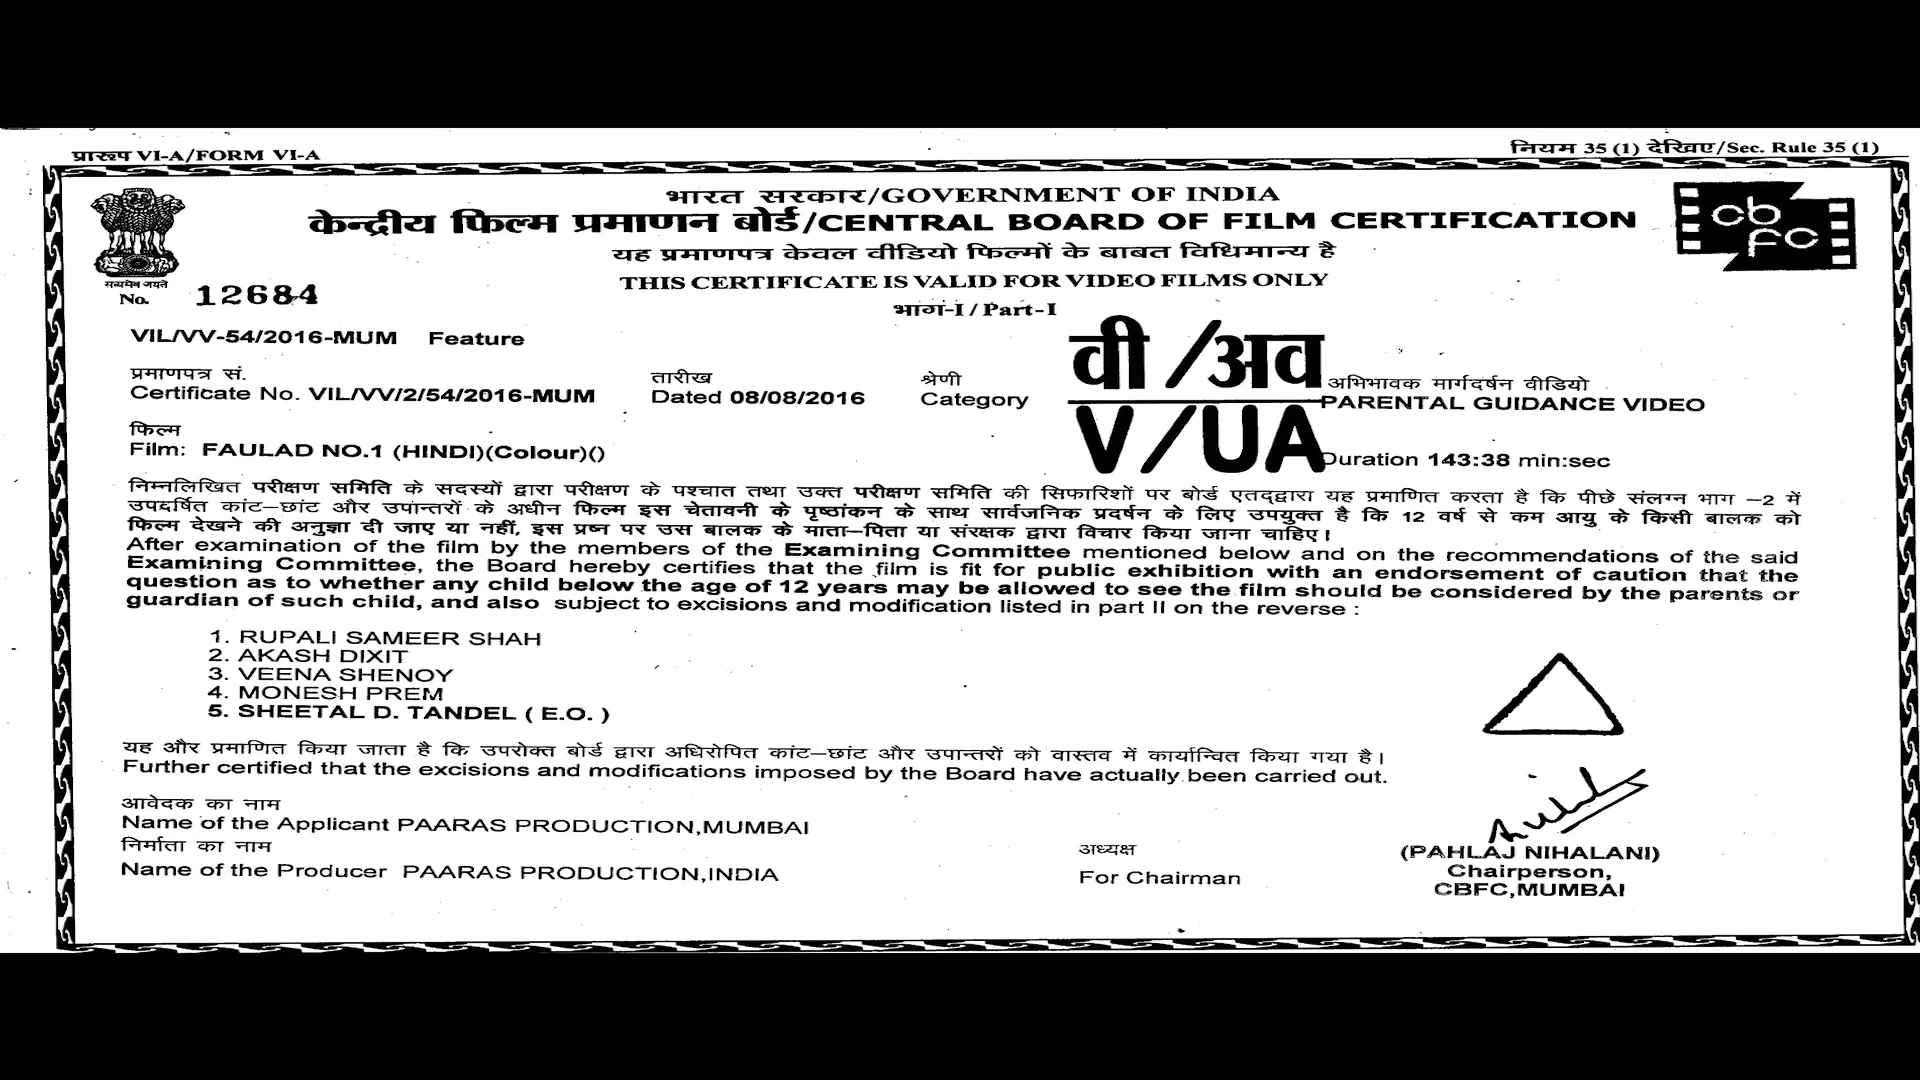 प्रारूप VI-A/FORM VI-A
नियम 35 (1) देखिए/Sec. Rule 35 (1)
भारत सरकार/GOVERNMENT OF INDIA
केन्द्रीय फिल्म प्रमाणन बोर्ड/CENTRAL BOARD OF FILM CERTIFICATION
cbfc
यह प्रमाणपत्र केवल वीडियो फिल्मों के बाबत विधिमान्य है
THIS CERTIFICATE IS VALID FOR VIDEO FILMS ONLY
सत्यमेव जयते
No. 12684
भाग-I / Part-I
VIL/VV-54/2016-MUM Feature
वी/अव
प्रमाणपत्र सं. तारीख श्रेणी अभिभावक मार्गदर्षन वीडियो
Certificate No. VIL/VV/2/54/2016-MUM Dated 08/08/2016 Category PARENTAL GUIDANCE VIDEO
V/UA
फिल्म
Film: FAULAD NO.1 (HINDI)(Colour)() Duration 143:38 min:sec
निम्नलिखित परीक्षण समिति के सदस्यों द्वारा परीक्षण के पश्चात तथा उक्त परीक्षण समिति की सिफारिशों पर बोर्ड एतद्द्वारा यह प्रमाणित करता है कि पीछे संलग्न भाग –2 में
उपदर्षित कांट–छांट और उपांन्तरों के अधीन फिल्म इस चेतावनी के पृष्ठांकन के साथ सार्वजनिक प्रदर्षन के लिए उपयुक्त है कि 12 वर्ष से कम आयु के किसी बालक को
फिल्म देखने की अनुज्ञा दी जाए या नहीं, इस प्रष्न पर उस बालक के माता–पिता या संरक्षक द्वारा विचार किया जाना चाहिए।
After examination of the film by the members of the Examining Committee mentioned below and on the recommendations of the said
Examining Committee, the Board hereby certifies that the film is fit for public exhibition with an endorsement of caution that the
question as to whether any child below the age of 12 years may be allowed to see the film should be considered by the parents or
guardian of such child, and also subject to excisions and modification listed in part II on the reverse :
1. RUPALI SAMEER SHAH
2. AKASH DIXIT
3. VEENA SHENOY
4. MONESH PREM
5. SHEETAL D. TANDEL ( E.O. )
यह और प्रमाणित किया जाता है कि उपरोक्त बोर्ड द्वारा अधिरोपित कांट–छांट और उपान्तरों को वास्तव में कार्यान्वित किया गया है।
Further certified that the excisions and modifications imposed by the Board have actually been carried out.
आवेदक का नाम
Name of the Applicant PAARAS PRODUCTION,MUMBAI
निर्माता का नाम
Name of the Producer PAARAS PRODUCTION,INDIA
अध्यक्ष
For Chairman
(PAHLAJ NIHALANI)
Chairperson,
CBFC,MUMBAI